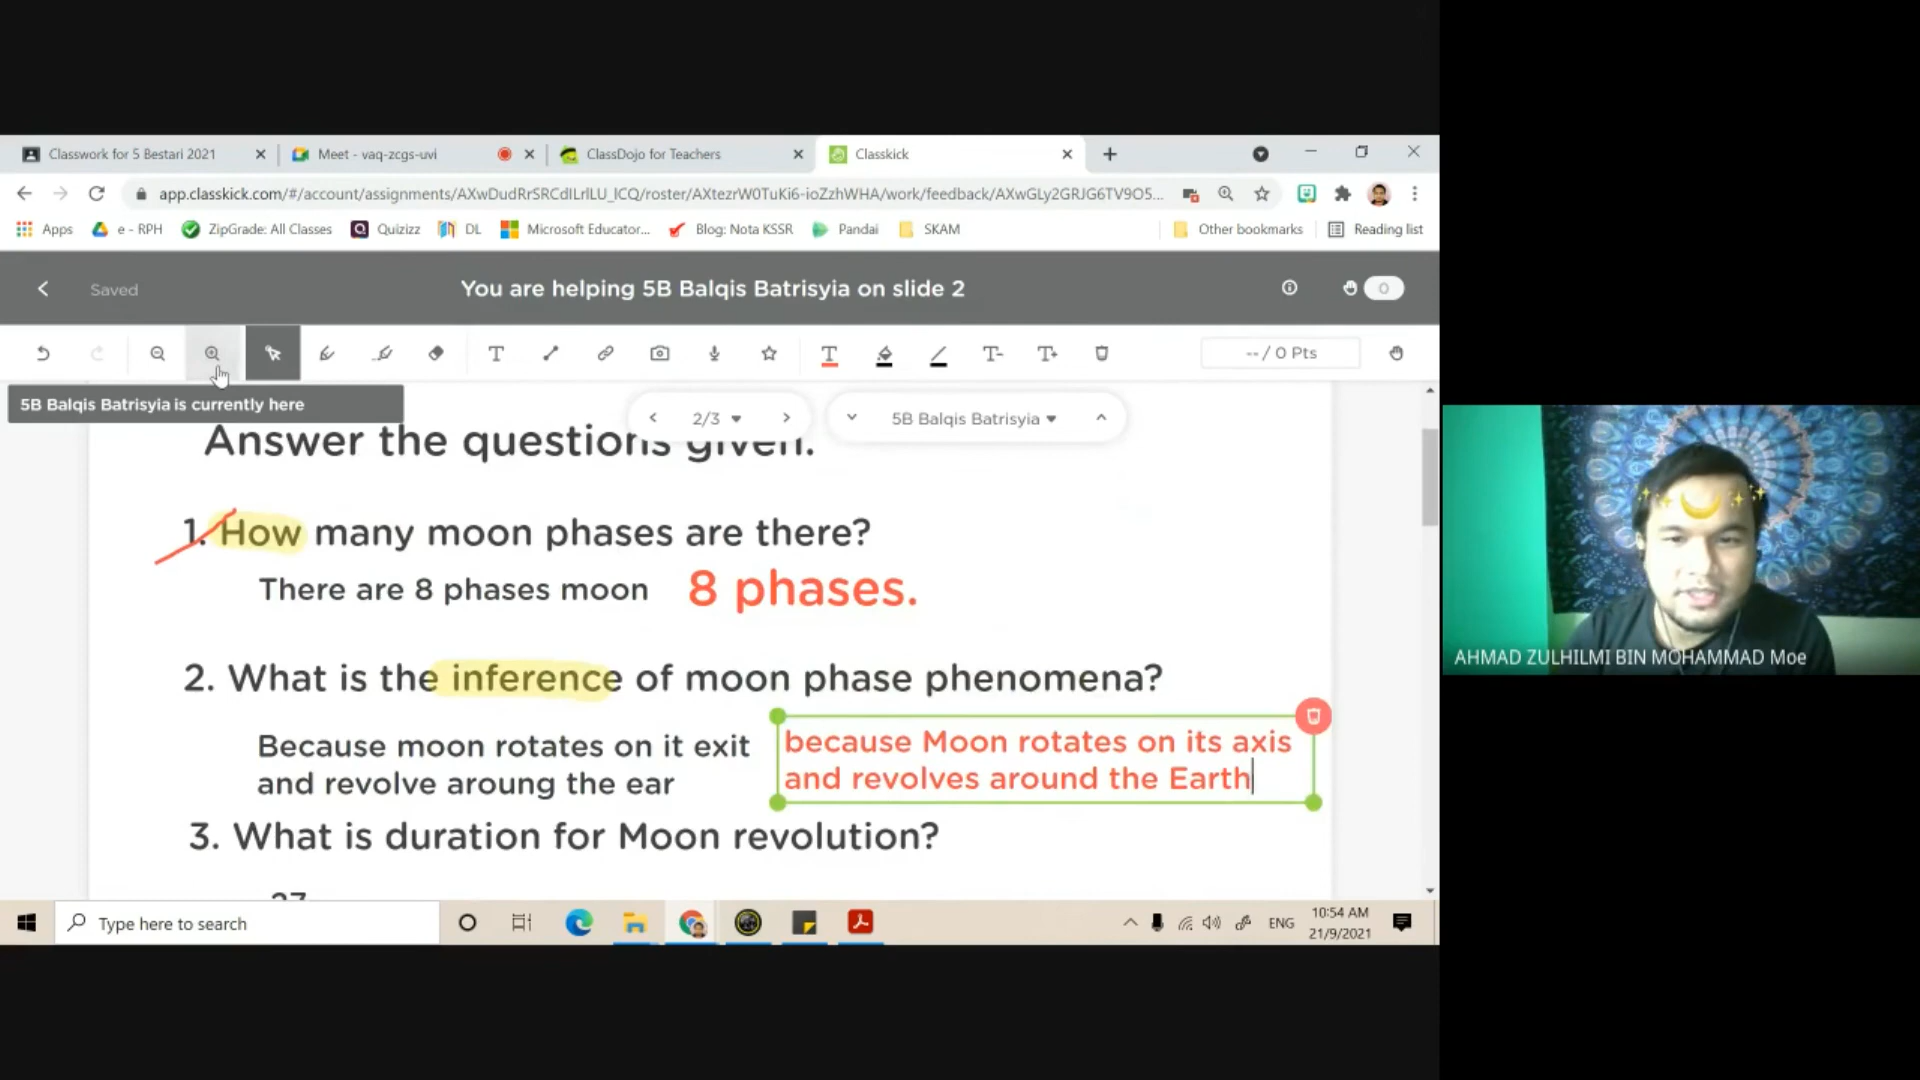 Classwork for 5 Bestari 2021
Meet - vaq-zcgs-uvi
ClassDojo for Teachers
Classkick
app.classkick.com/#/account/assignments/AXwDudRrSRCdILrlLU_lCQ/roster/AXtezrW0TuKi6-ioZzhWHA/work/feedback/AXwGLy2GRJG6TV9O5...
Apps
e - RPH
ZipGrade: All Classes
Quizizz
DL
Microsoft Educator...
Blog: Nota KSSR
Pandai
SKAM
Other bookmarks
Reading list
Saved
You are helping 5B Balqis Batrisyia on slide 2
0
-- / 0 Pts
5B Balqis Batrisyia is currently here
2/3
5B Balqis Batrisyia
Answer the questions given.
1. How many moon phases are there?
There are 8 phases moon
8 phases.
2. What is the inference of moon phase phenomena?
Because moon rotates on it exit
and revolve aroung the ear
because Moon rotates on its axis
and revolves around the Earth
3. What is duration for Moon revolution?
27
AHMAD ZULHILMI BIN MOHAMMAD Moe
Type here to search
ENG
10:54 AM
21/9/2021